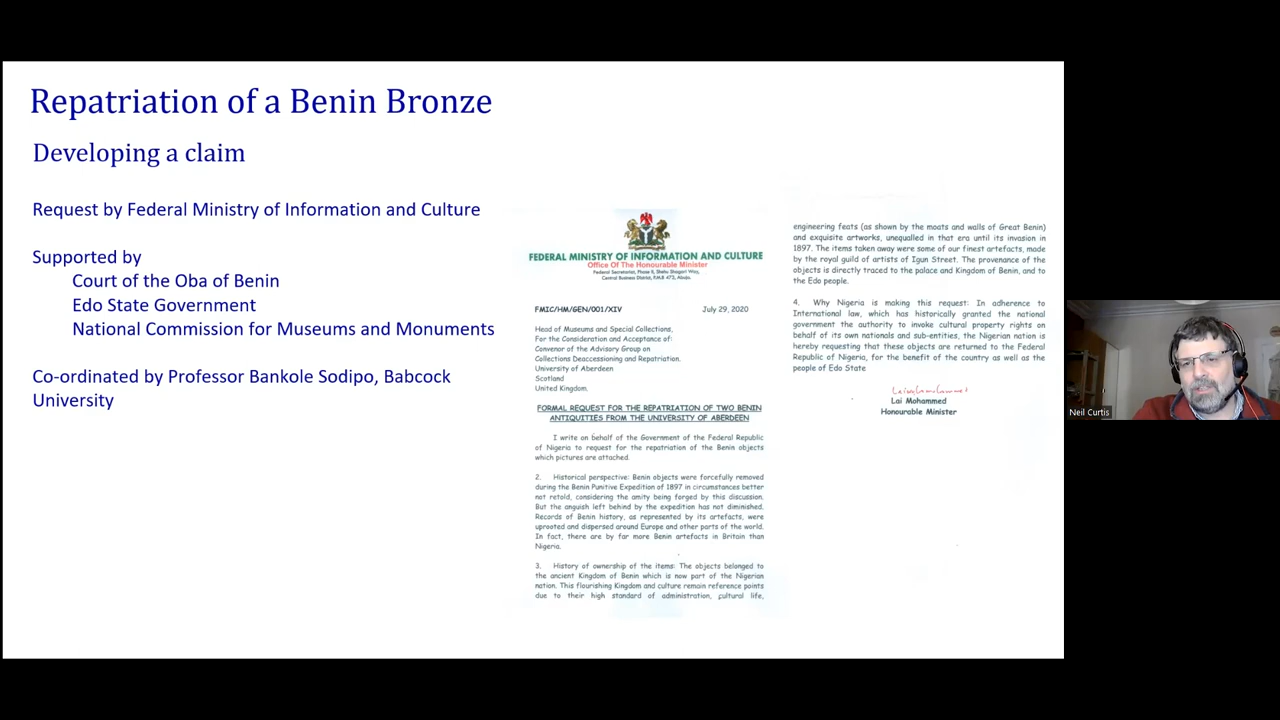 Repatriation of a Benin Bronze
Developing a claim
Request by Federal Ministry of Information and Culture
Supported by
Court of the Oba of Benin
Edo State Government
National Commission for Museums and Monuments
Co-ordinated by Professor Bankole Sodipo, Babcock
University
FEDERAL MINISTRY OF INFORMATION AND CULTURE
Office Of The Honourable Minister
Federal Secretariat, Phase II, Shehu Shagari Way,
Central Business District, P.M.B 473, Abuja.
FMIC/HM/GEN/001/XIV July 29, 2020
Head of Museums and Special Collections,
For the Consideration and Acceptance of:
Convenor of the Advisory Group on
Collections Deaccessioning and Repatriation.
University of Aberdeen
Scotland
United Kingdom.
FORMAL REQUEST FOR THE REPATRIATION OF TWO BENIN
ANTIQUITIES FROM THE UNIVERSITY OF ABERDEEN
I write on behalf of the Government of the Federal Republic
of Nigeria to request for the repatriation of the Benin objects
which pictures are attached.
2. Historical perspective: Benin objects were forcefully removed
during the Benin Punitive Expedition of 1897 in circumstances better
not retold, considering the amity being forged by this discussion.
But the anguish left behind by the expedition has not diminished.
Records of Benin history, as represented by its artefacts, were
uprooted and dispersed around Europe and other parts of the world.
In fact, there are by far more Benin artefacts in Britain than
Nigeria.
3. History of ownership of the items: The objects belonged to
the ancient Kingdom of Benin which is now part of the Nigerian
nation. This flourishing Kingdom and culture remain reference points
due to their high standard of administration, cultural life,
engineering feats (as shown by the moats and walls of Great Benin)
and exquisite artworks, unequalled in that era until its invasion in
1897. The items taken away were some of our finest artefacts, made
by the royal guild of artists of Igun Street. The provenance of the
objects is directly traced to the palace and Kingdom of Benin, and to
the Edo people.
4. Why Nigeria is making this request: In adherence to
International law, which has historically granted the national
government the authority to invoke cultural property rights on
behalf of its own nationals and sub-entities, the Nigerian nation is
hereby requesting that these objects are returned to the Federal
Republic of Nigeria, for the benefit of the country as well as the
people of Edo State
Lai Mohammed
Honourable Minister
Neil Curtis